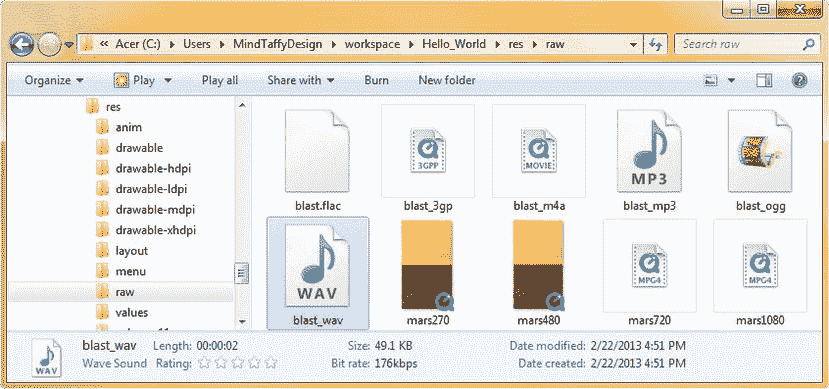 « Acer (C:) ▸ Users ▸ MindTaffyDesign ▸ workspace ▸ Hello_World ▸ res ▸ raw
Search raw
Organize Play Play all Share with Burn New folder
res
anim
drawable
drawable-hdpi
drawable-ldpi
drawable-mdpi
drawable-xhdpi
layout
menu
raw
values
3GPP MOVIE MP3
blast.flac blast_3gp blast_m4a blast_mp3 blast_ogg
WAV MPG4 MPG4
blast_wav mars270 mars480 mars720 mars1080
blast_wav Length: 00:00:02 Size: 49.1 KB Date modified: 2/22/2013 4:51 PM
Wave Sound Rating: Bit rate: 176kbps Date created: 2/22/2013 4:51 PM